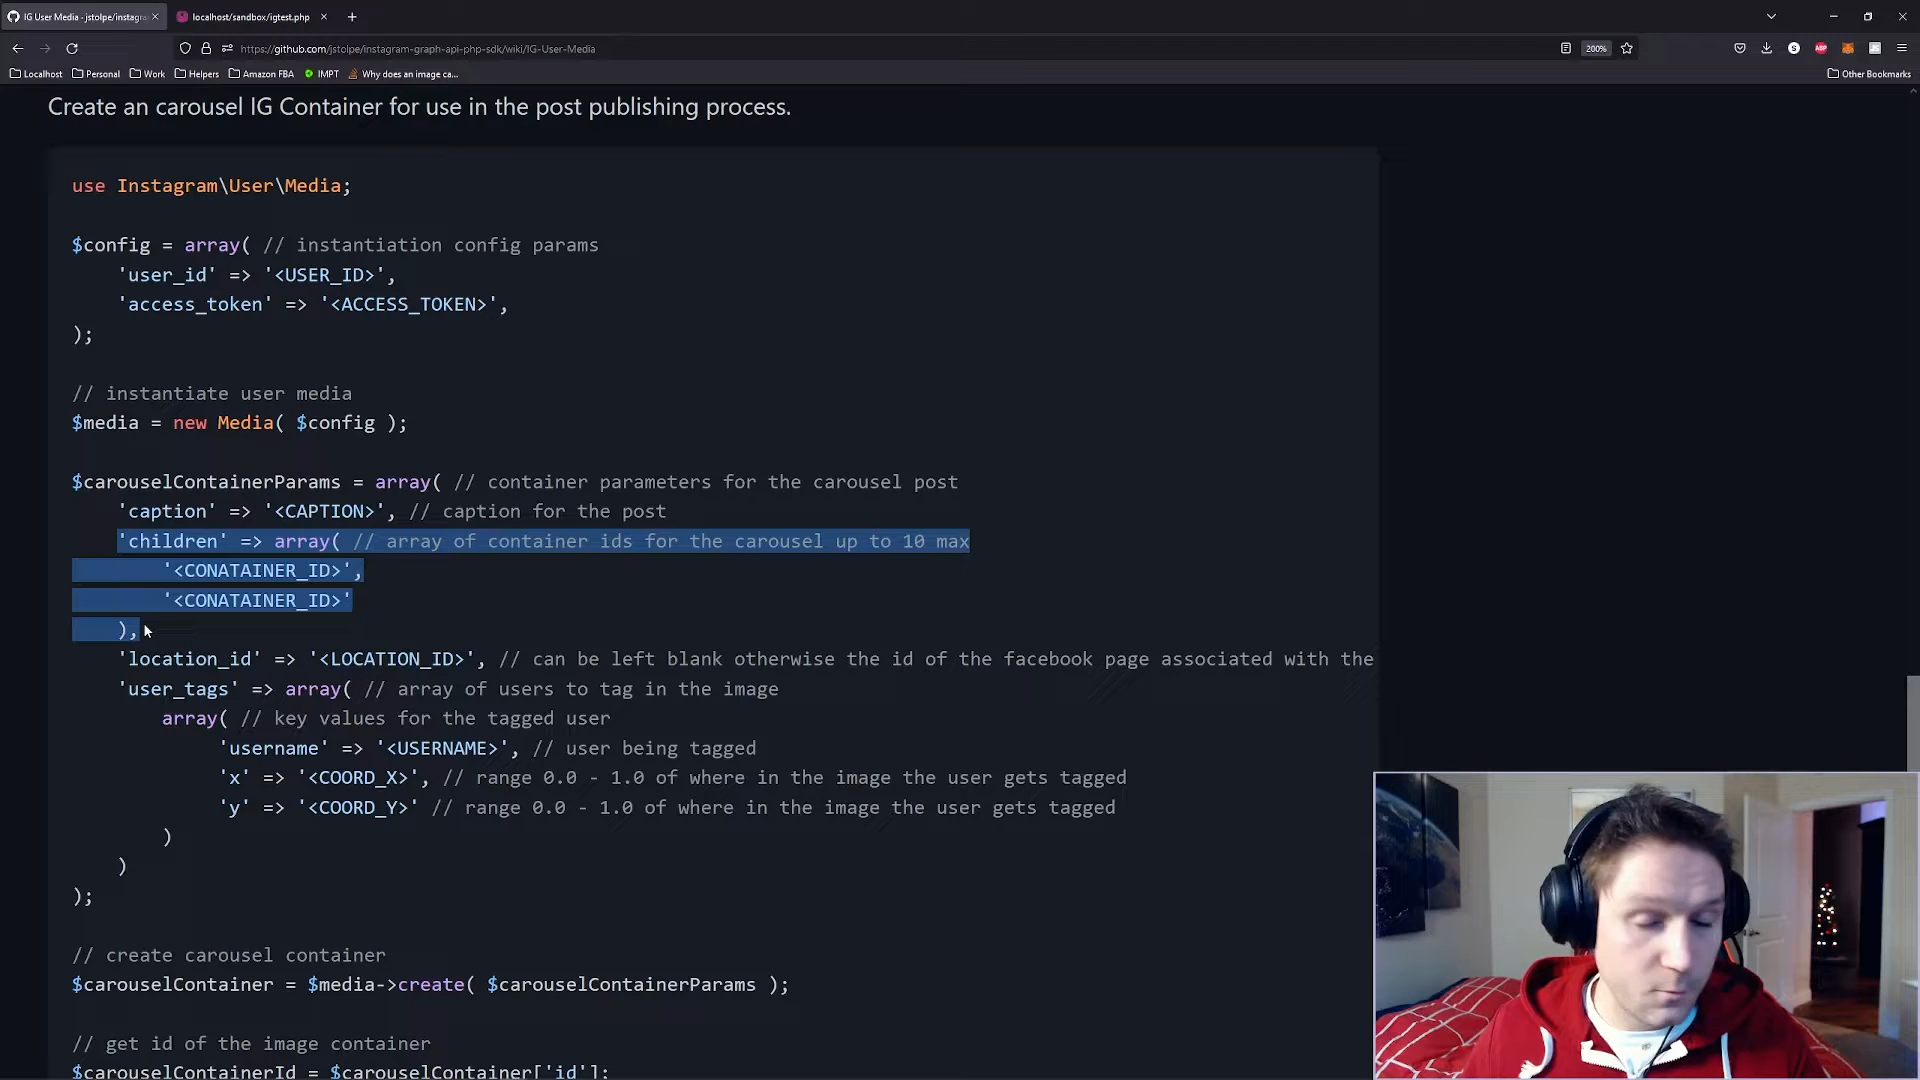 IG User Media - jstolpe/instagra
localhost/sandbox/igtest.php
https://github.com/jstolpe/instagram-graph-api-php-sdk/wiki/IG-User-Media
200%
Localhost Personal Work Helpers Amazon FBA IMPT Why does an image ca... Other Bookmarks
Create an carousel IG Container for use in the post publishing process.
use Instagram\User\Media;
$config = array( // instantiation config params
'user_id' => '<USER_ID>',
'access_token' => '<ACCESS_TOKEN>',
);
// instantiate user media
$media = new Media( $config );
$carouselContainerParams = array( // container parameters for the carousel post
'caption' => '<CAPTION>', // caption for the post
'children' => array( // array of container ids for the carousel up to 10 max
'<CONATAINER_ID>',
'<CONATAINER_ID>'
),
'location_id' => '<LOCATION_ID>', // can be left blank otherwise the id of the facebook page associated with the
'user_tags' => array( // array of users to tag in the image
array( // key values for the tagged user
'username' => '<USERNAME>', // user being tagged
'x' => '<COORD_X>', // range 0.0 - 1.0 of where in the image the user gets tagged
'y' => '<COORD_Y>' // range 0.0 - 1.0 of where in the image the user gets tagged
)
)
);
// create carousel container
$carouselContainer = $media->create( $carouselContainerParams );
// get id of the image container
$carouselContainerId = $carouselContainer['id'];